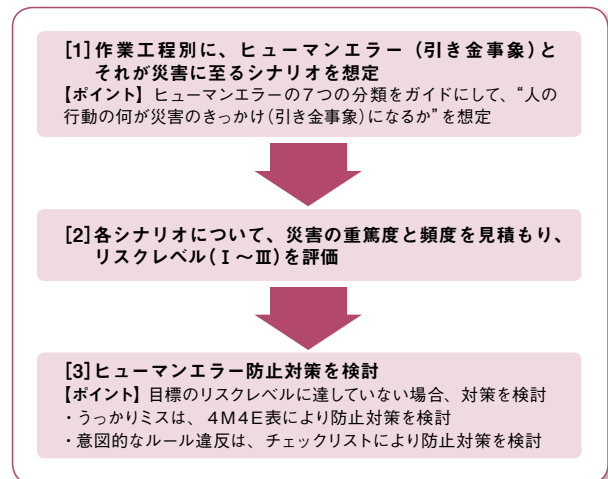 [1]作業工程別に、ヒューマンエラー（引き金事象）と
それが災害に至るシナリオを想定
【ポイント】ヒューマンエラーの7つの分類をガイドにして、“人の
行動の何が災害のきっかけ（引き金事象）になるか”を想定
[2]各シナリオについて、災害の重篤度と頻度を見積もり、
リスクレベル（Ⅰ～Ⅲ）を評価
[3]ヒューマンエラー防止対策を検討
【ポイント】目標のリスクレベルに達していない場合、対策を検討
・うっかりミスは、4M4E表により防止対策を検討
・意図的なルール違反は、チェックリストにより防止対策を検討